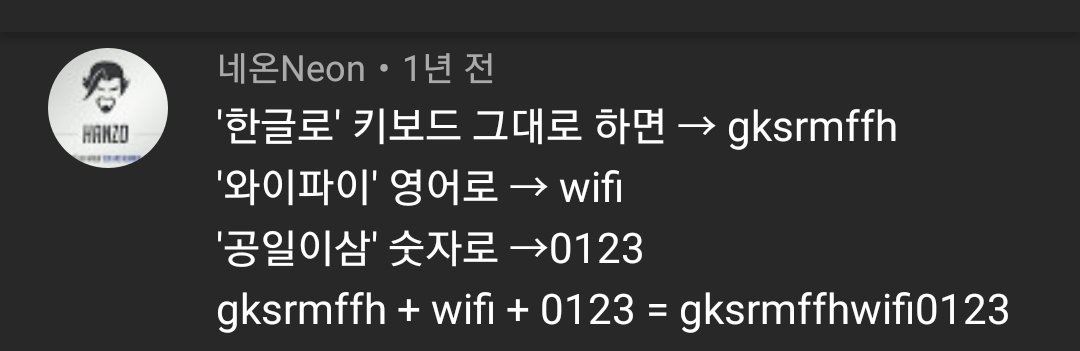 네온Neon • 1년 전
'한글로' 키보드 그대로 하면 → gksrmffh
HANZO
'와이파이' 영어로 → wifi
'공일이삼' 숫자로 →0123
gksrmffh + wifi + 0123 = gksrmffhwifi0123